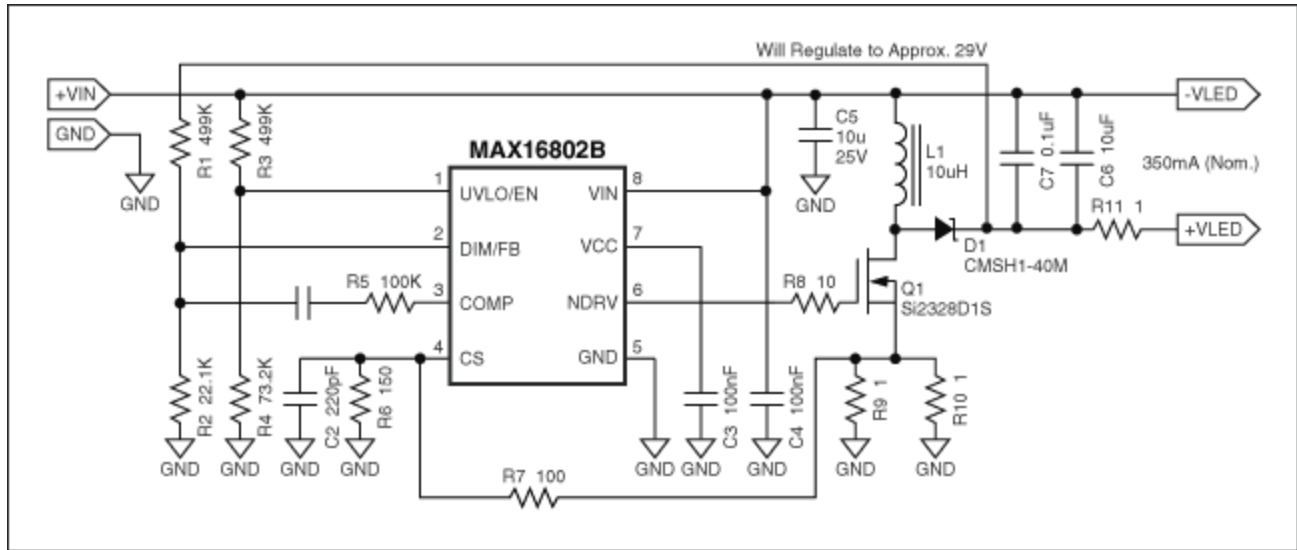 Will Regulate to Approx. 29V
+VIN
-VLED
GND
R1 499K
R3 499K
C5
10u
25V
L1
10uH
C7 0.1uF
C6 10uF
350mA (Nom.)
MAX16802B
GND
GND
1
UVLO/EN
VIN
8
R11 1
+VLED
2
DIM/FB
VCC
7
D1
CMSH1-40M
R5 100K
3
COMP
NDRV
6
R8 10
Q1
Si2328D1S
4
CS
GND
5
R2 22.1K
R4 73.2K
C2 220pF
R6 150
C3 100nF
C4 100nF
R9 1
R10 1
GND
GND
GND
GND
GND
GND
GND
GND
GND
R7 100